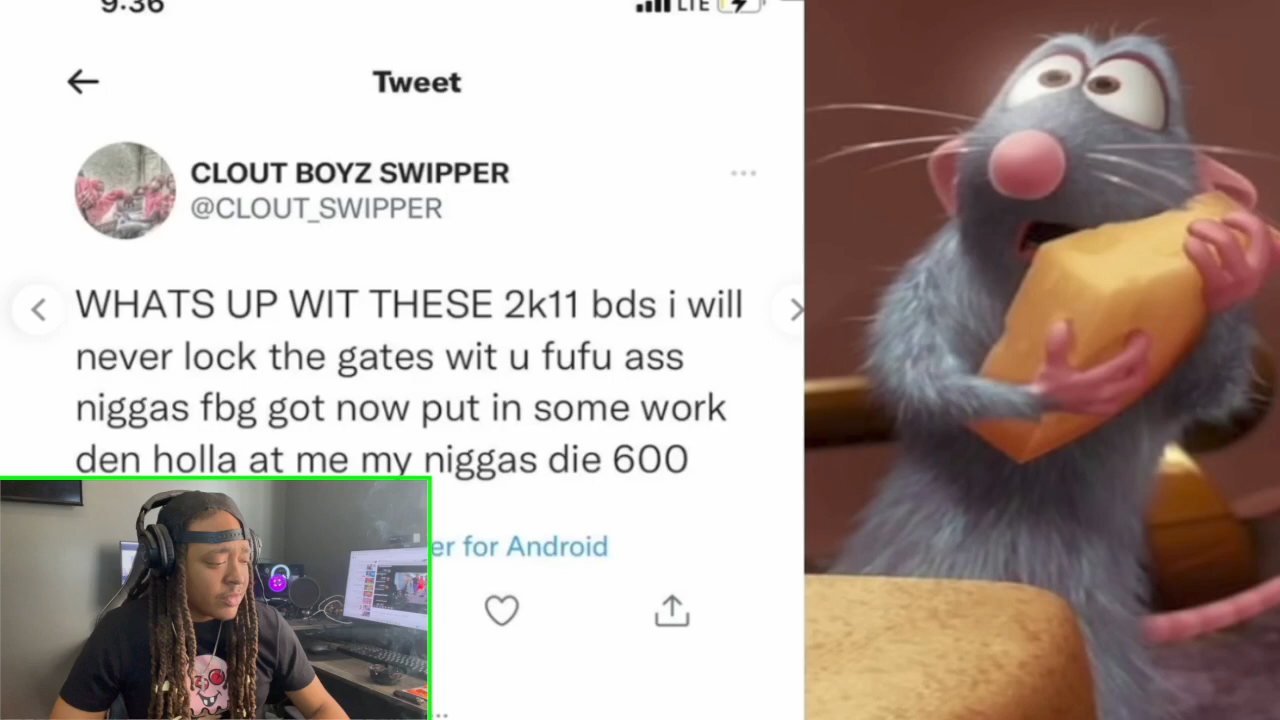 9:36
LTE
Tweet
CLOUT BOYZ SWIPPER
@CLOUT_SWIPPER
WHATS UP WIT THESE 2k11 bds i will
never lock the gates wit u fufu ass
niggas fbg got now put in some work
den holla at me my niggas die 600
er for Android